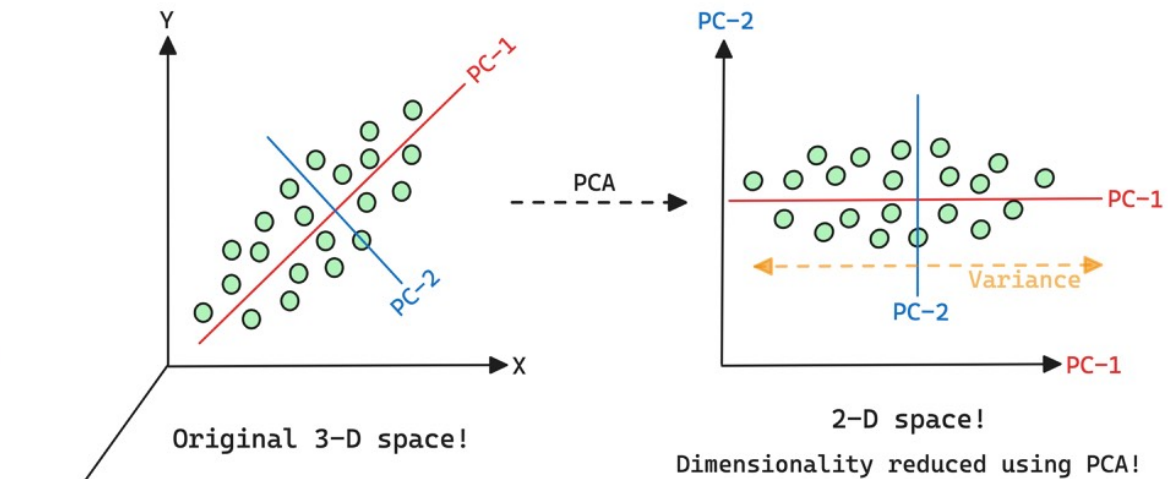 Y
PC-1
PC-2
X
Original 3-D space!
PCA
PC-2
PC-1
Variance
PC-2
PC-1
2-D space!
Dimensionality reduced using PCA!